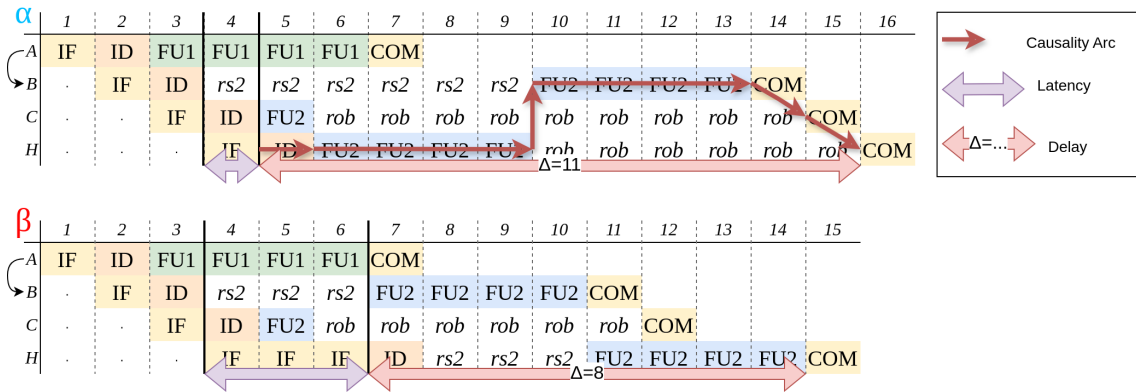 α 1 2 3 4 5 6 7 8 9 10 11 12 13 14 15 16
A IF ID FU1 FU1 FU1 FU1 COM
B . IF ID rs2 rs2 rs2 rs2 rs2 rs2 FU2 FU2 FU2 FU2 COM
C . . IF ID FU2 rob rob rob rob rob rob rob rob rob COM
H . . . IF ID FU2 FU2 FU2 FU2 rob rob rob rob rob rob COM
Δ=11
Causality Arc
Latency
Δ=... Delay
β 1 2 3 4 5 6 7 8 9 10 11 12 13 14 15
A IF ID FU1 FU1 FU1 FU1 COM
B . IF ID rs2 rs2 rs2 FU2 FU2 FU2 FU2 COM
C . . IF ID FU2 rob rob rob rob rob rob COM
H . . . IF IF IF ID rs2 rs2 rs2 FU2 FU2 FU2 FU2 COM
Δ=8